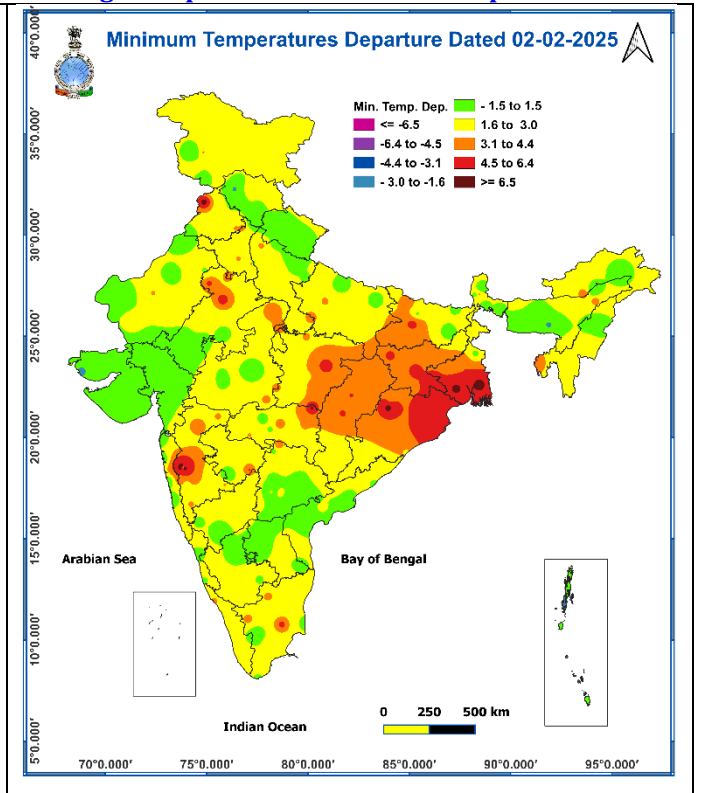 Minimum Temperatures Departure Dated 02-02-2025
Min. Temp. Dep.
<= -6.5
-6.4 to -4.5
-4.4 to -3.1
- 3.0 to -1.6
- 1.5 to 1.5
1.6 to 3.0
3.1 to 4.4
4.5 to 6.4
>= 6.5
40°0.000'
35°0.000'
30°0.000'
25°0.000'
20°0.000'
15°0.000'
10°0.000'
5°0.000'
Arabian Sea
Bay of Bengal
Indian Ocean
0 250 500 km
70°0.000' 75°0.000' 80°0.000' 85°0.000' 90°0.000' 95°0.000'